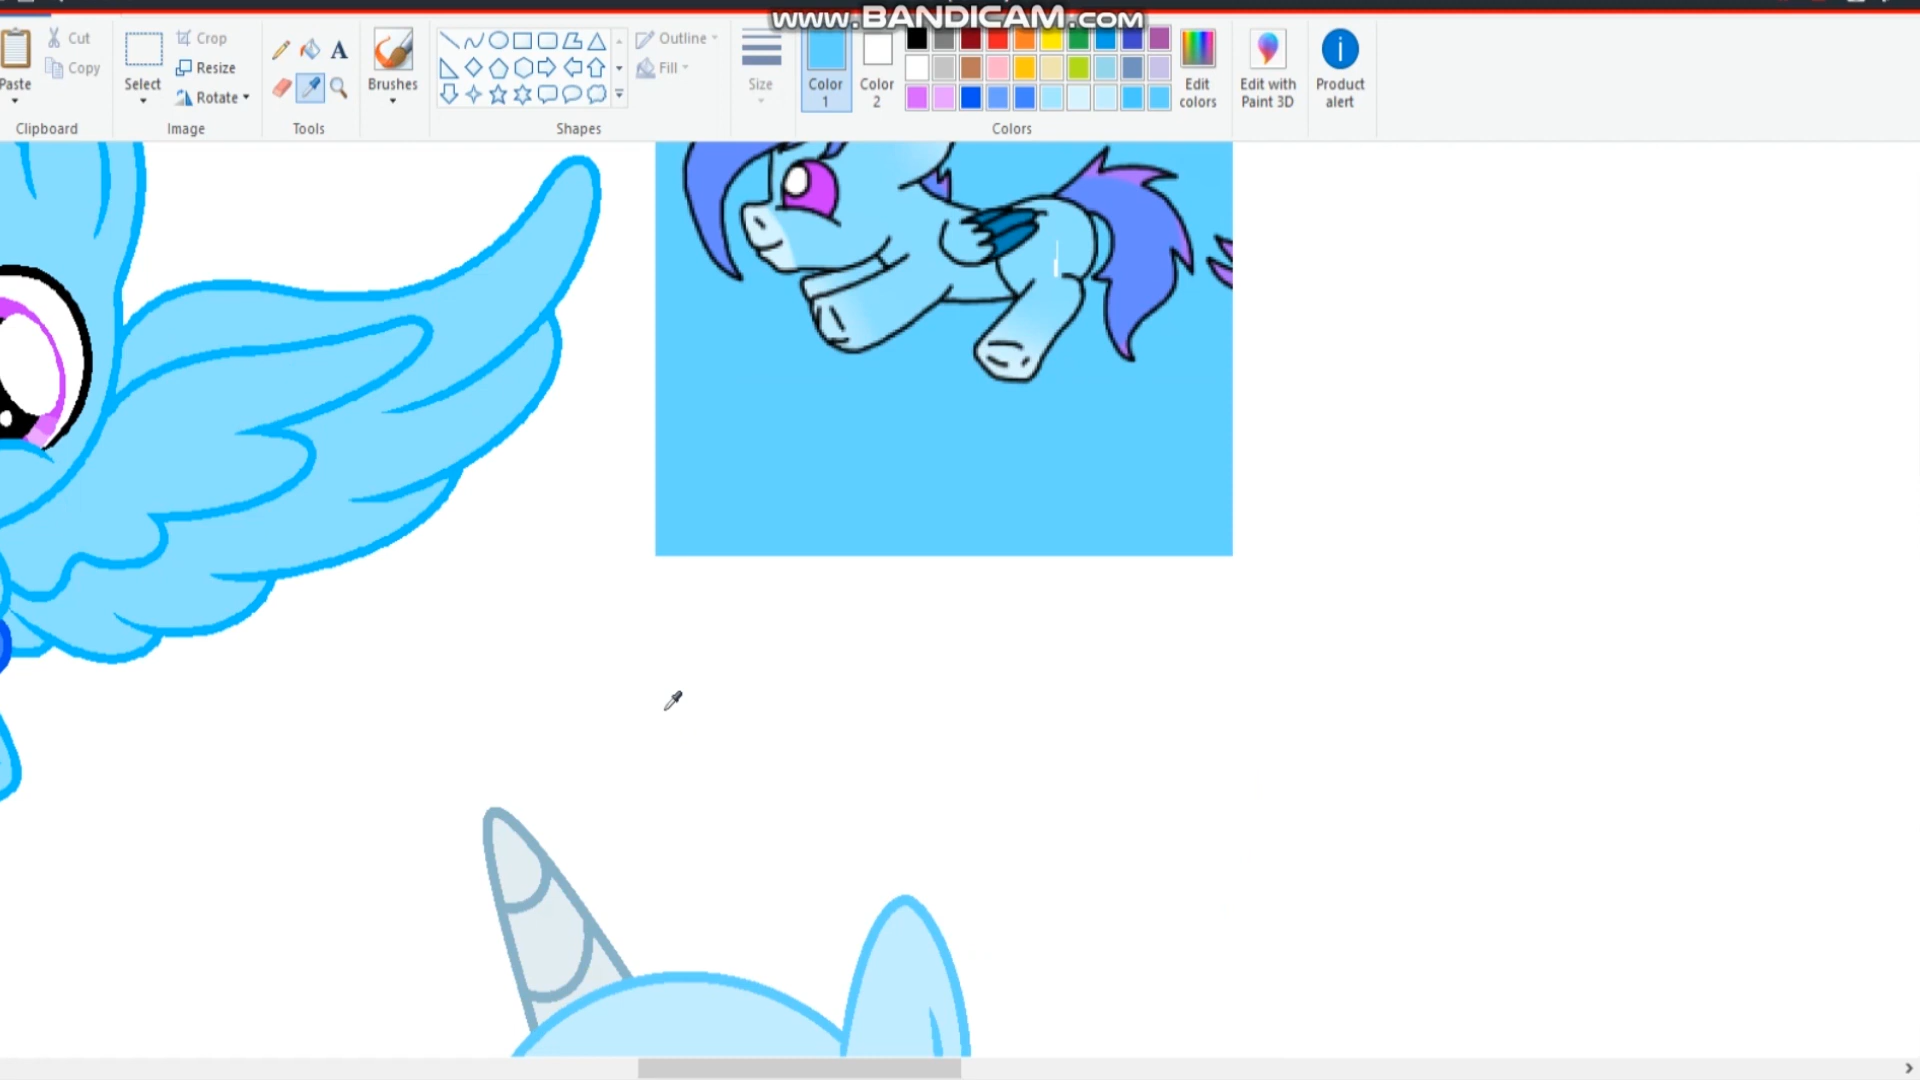 www.BANDICAM.com
Cut
Crop
Outline
Copy
Resize
Fill
Paste
Select
Rotate
Brushes
Size
Color 1
Color 2
Edit colors
Edit with Paint 3D
Product alert
Clipboard
Image
Tools
Shapes
Colors